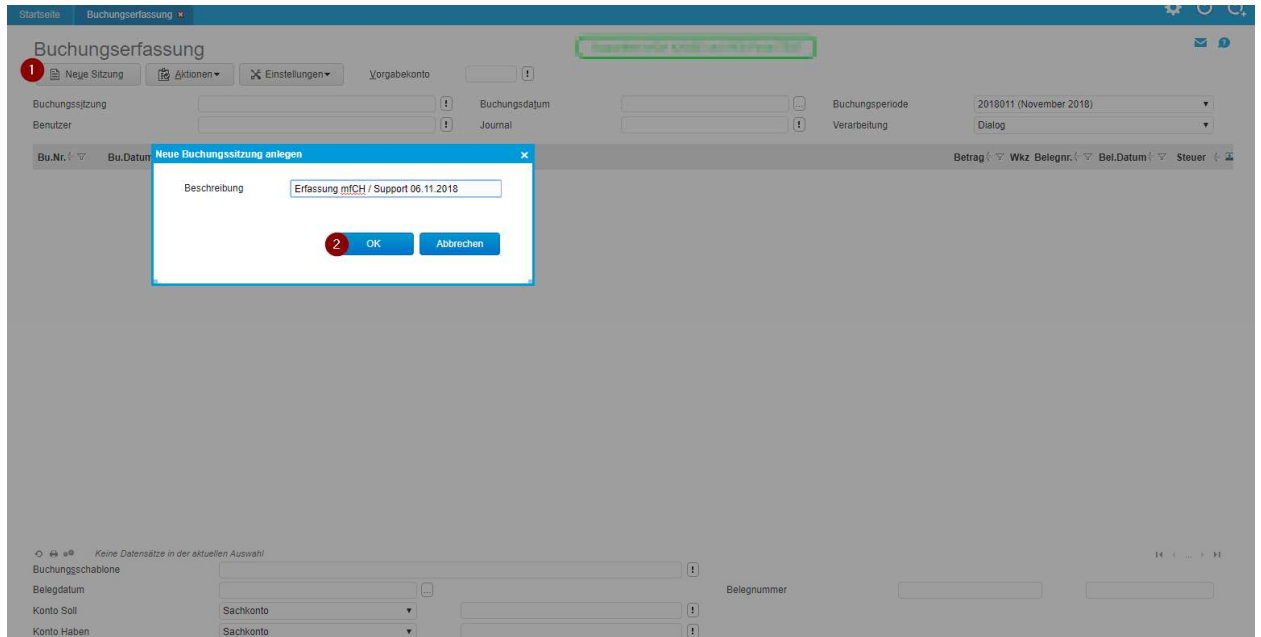 Startseite Buchungserfassung
Buchungserfassung
1 Neue Sitzung Aktionen Einstellungen Vorgabekonto
Buchungssitzung Buchungsdatum Buchungsperiode 2018011 (November 2018)
Benutzer Journal Verarbeitung Dialog
Bu.Nr. Bu.Datum Betrag Wkz Belegnr. Bel.Datum Steuer
Neue Buchungssitzung anlegen
Beschreibung Erfassung mfCH / Support 06.11.2018
2 OK Abbrechen
Keine Datensätze in der aktuellen Auswahl
Buchungsschablone
Belegdatum Belegnummer
Konto Soll Sachkonto
Konto Haben Sachkonto